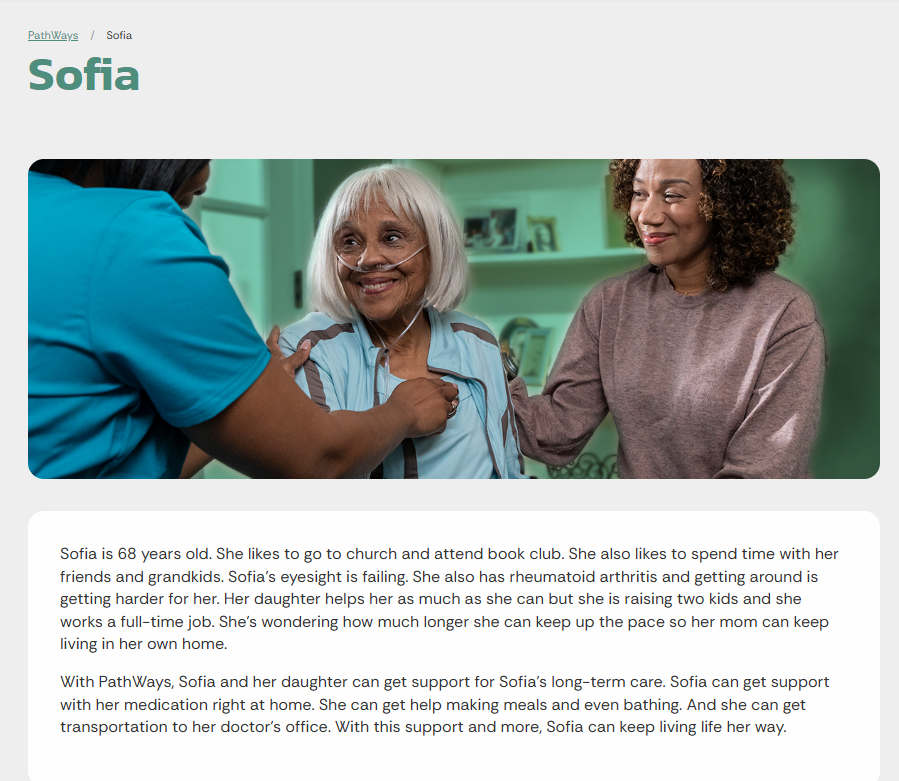 PathWays / Sofia
Sofia
Sofia is 68 years old. She likes to go to church and attend book club. She also likes to spend time with her
friends and grandkids. Sofia’s eyesight is failing. She also has rheumatoid arthritis and getting around is
getting harder for her. Her daughter helps her as much as she can but she is raising two kids and she
works a full-time job. She’s wondering how much longer she can keep up the pace so her mom can keep
living in her own home.
With PathWays, Sofia and her daughter can get support for Sofia’s long-term care. Sofia can get support
with her medication right at home. She can get help making meals and even bathing. And she can get
transportation to her doctor’s office. With this support and more, Sofia can keep living life her way.